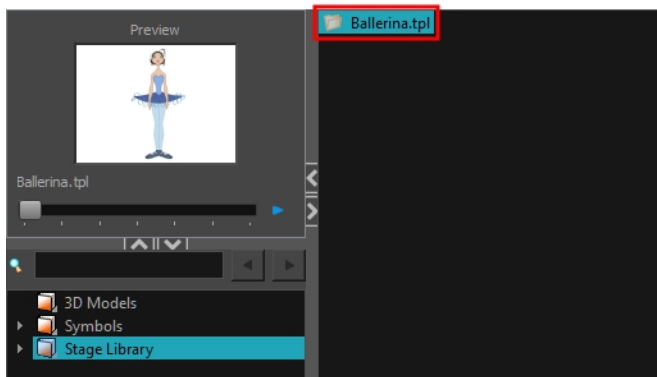 Preview
Ballerina.tpl
Ballerina.tpl
3D Models
Symbols
Stage Library